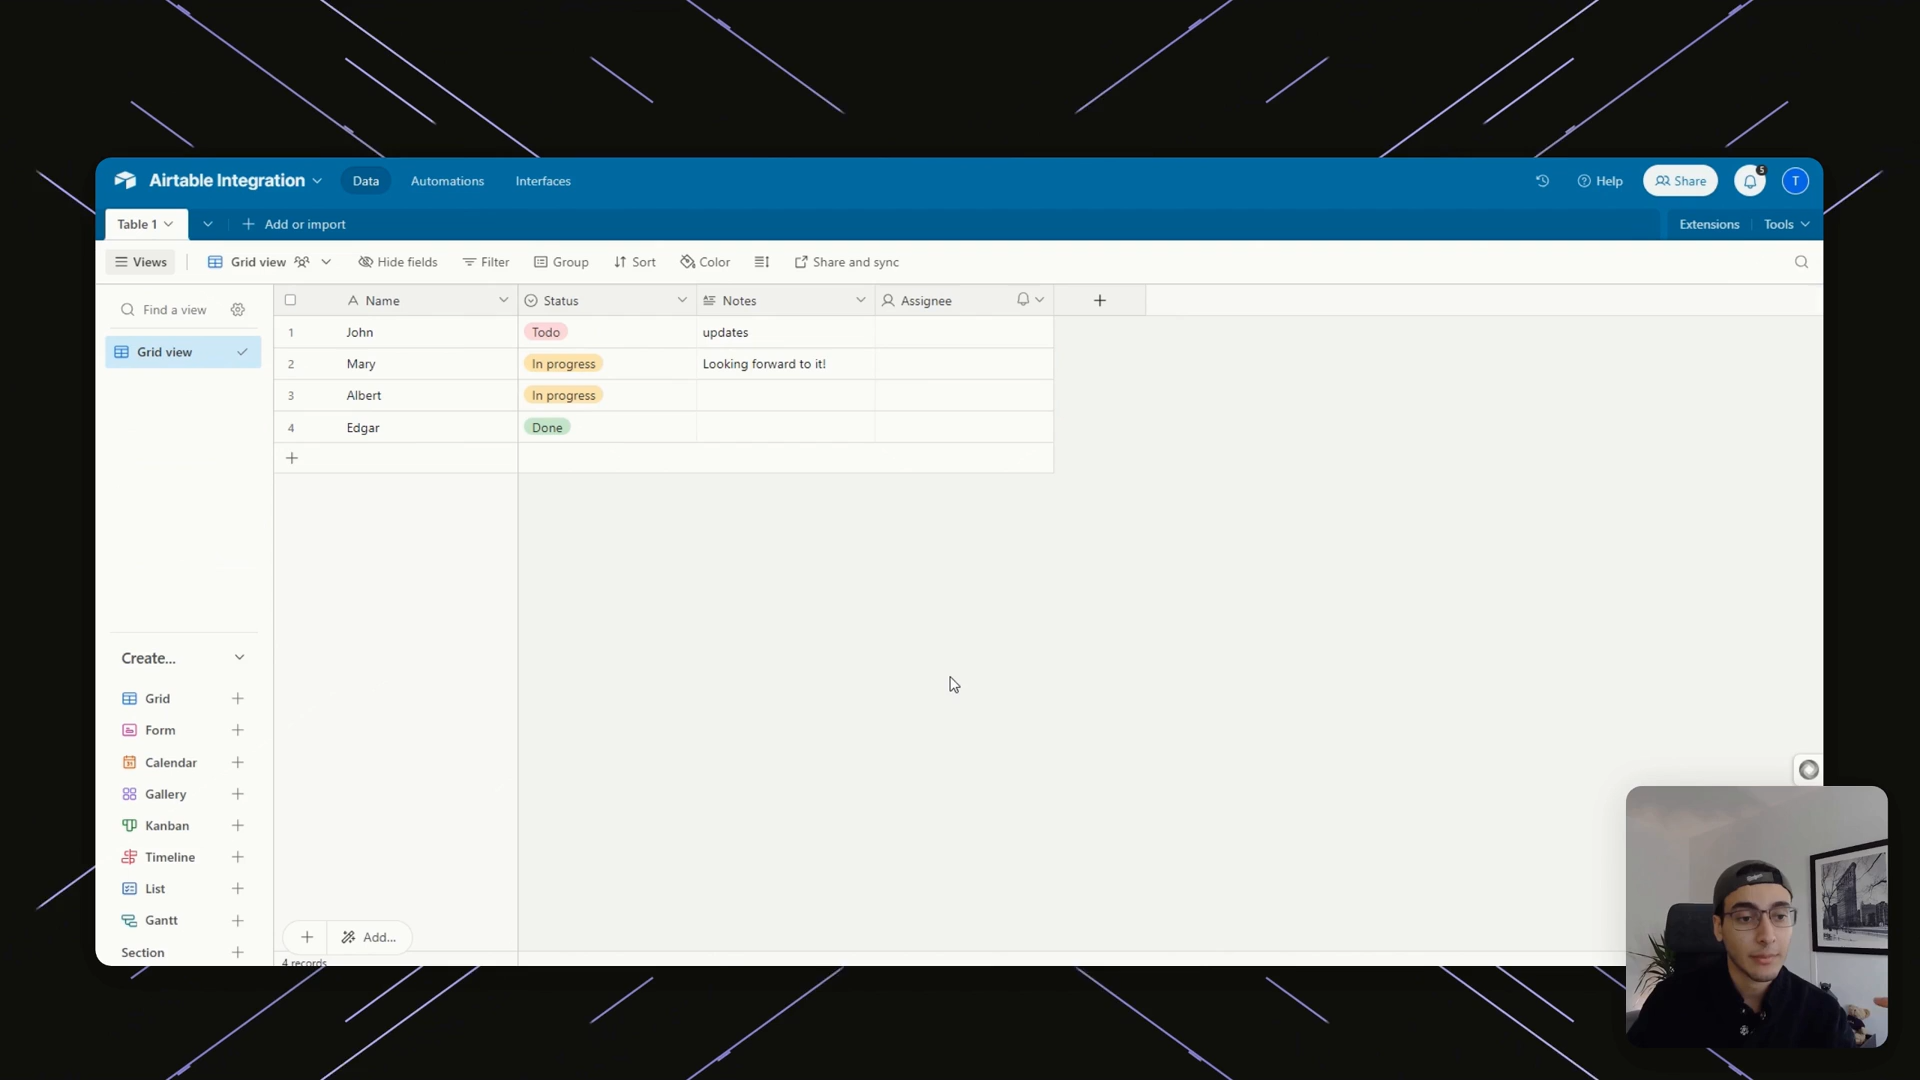 Airtable Integration Data Automations Interfaces Help Share 5 T
Table 1 Add or import Extensions Tools
Views Grid view Hide fields Filter Group Sort Color Share and sync
Find a view
Grid view
Name Status Notes Assignee
1 John Todo updates
2 Mary In progress Looking forward to it!
3 Albert In progress
4 Edgar Done
Create...
Grid
Form
Calendar
Gallery
Kanban
Timeline
List
Gantt
Section
Add...
4 records